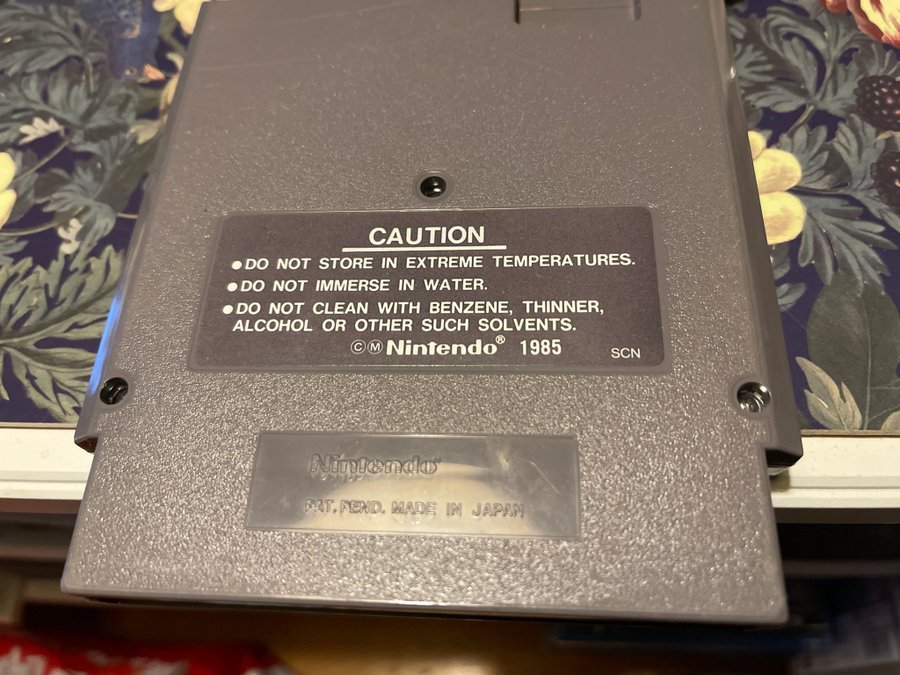 CAUTION
●DO NOT STORE IN EXTREME TEMPERATURES.
●DO NOT IMMERSE IN WATER.
●DO NOT CLEAN WITH BENZENE, THINNER,
ALCOHOL OR OTHER SUCH SOLVENTS.
©Ⓜ Nintendo® 1985 SCN
Nintendo®
PAT. PEND. MADE IN JAPAN